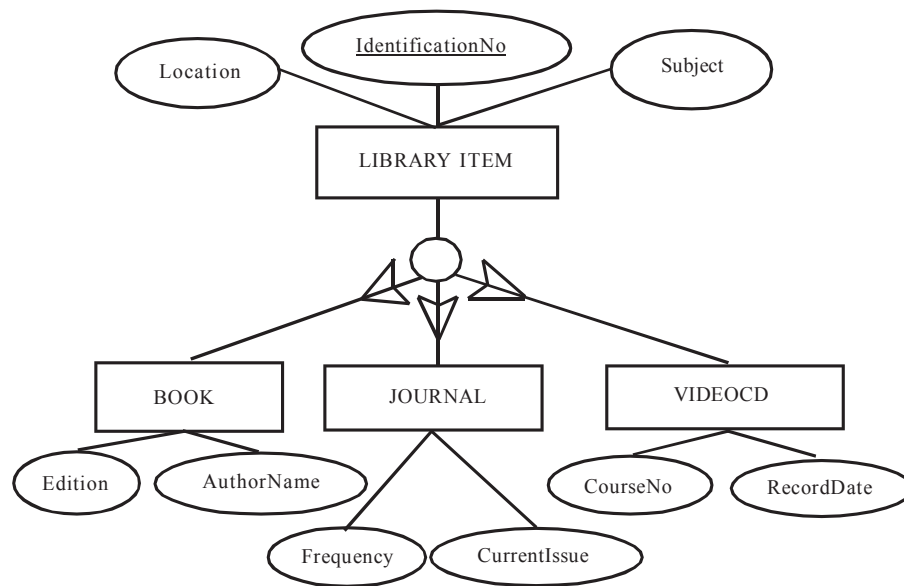 IdentificationNo
Location
Subject
LIBRARY ITEM
BOOK
JOURNAL
VIDEOCD
Edition
AuthorName
CourseNo
RecordDate
Frequency
CurrentIssue